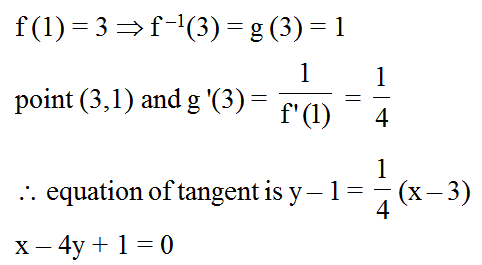 f (1) = 3 ⇒ f⁻¹(3) = g (3) = 1
point (3,1) and g '(3) = 1/f'(1) = 1/4
∴ equation of tangent is y – 1 = 1/4 (x – 3)
x – 4y + 1 = 0